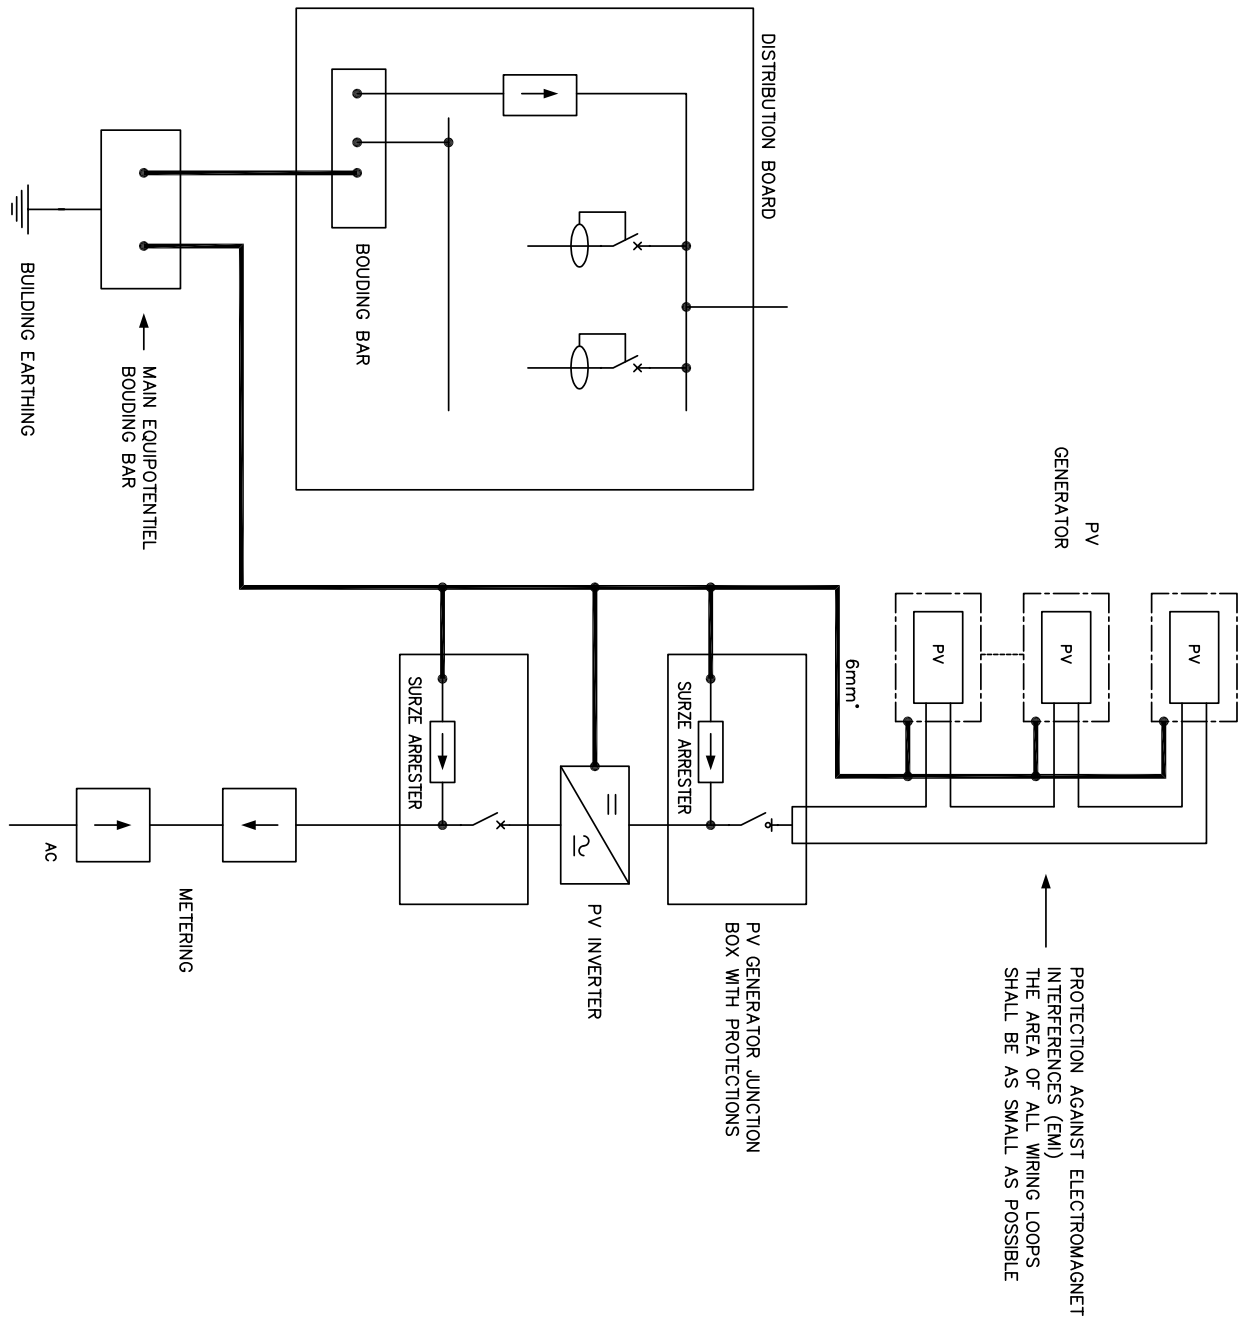 PV
PV
GENERATOR
PV
PV
PROTECTION AGAINST ELECTROMAGNET
INTERFERENCES (EMI)
THE AREA OF ALL WIRING LOOPS
SHALL BE AS SMALL AS POSSIBLE
6mm°
DISTRIBUTION BOARD
SURZE ARRESTER
PV GENERATOR JUNCTION
BOX WITH PROTECTIONS
PV INVERTER
SURZE ARRESTER
BOUDING BAR
METERING
MAIN EQUIPOTENTIEL
BOUDING BAR
AC
BUILDING EARTHING